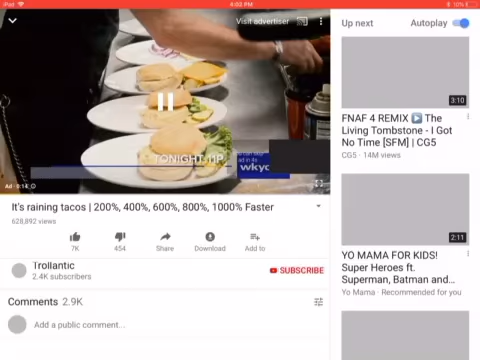 iPad
4:03 PM
10%
Visit advertiser
TONIGHT 11P
wkyc
Ad · 0:14
It's raining tacos | 200%, 400%, 600%, 800%, 1000% Faster
628,892 views
7K
454
Share
Download
Add to
Trollantic
2.4K subscribers
SUBSCRIBE
Comments 2.9K
Add a public comment...
Up next
Autoplay
3:10
FNAF 4 REMIX ▶ The
Living Tombstone - I Got
No Time [SFM] | CG5
CG5 · 14M views
2:11
YO MAMA FOR KIDS!
Super Heroes ft.
Superman, Batman and...
Yo Mama · Recommended for you